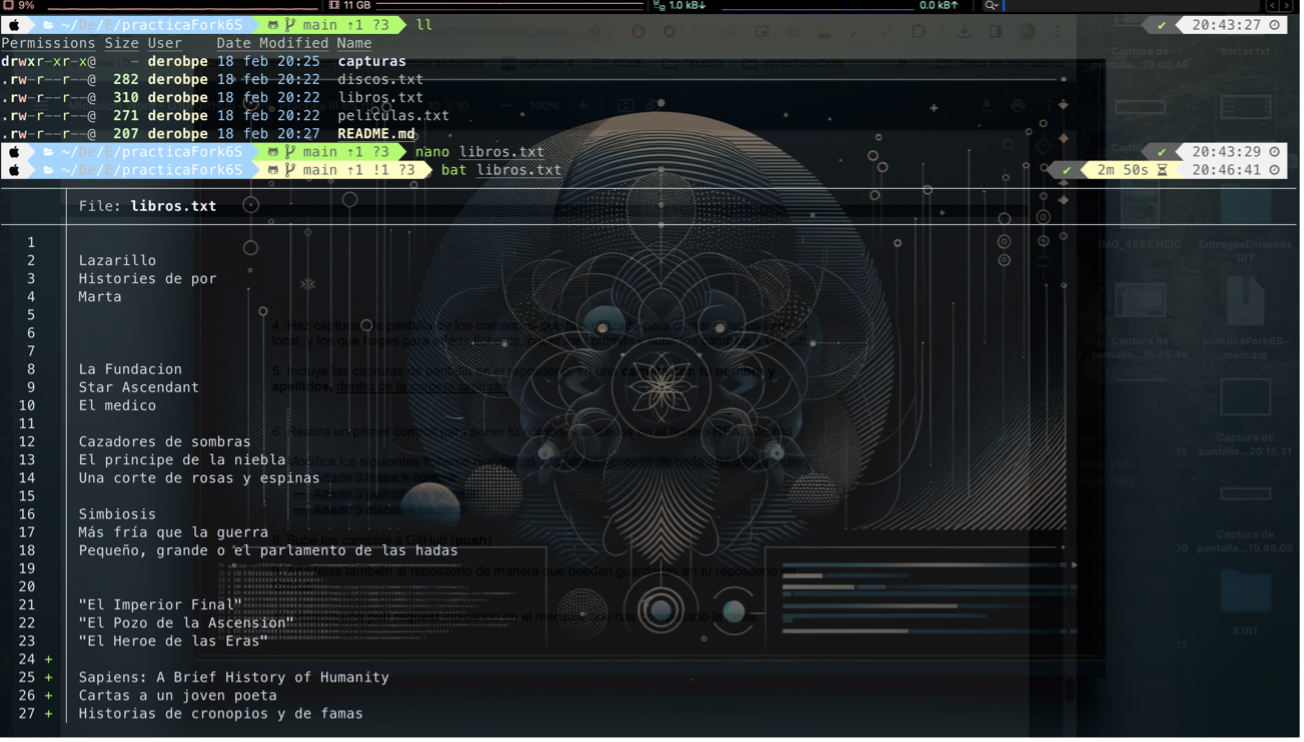 9% 11 GB 1.0 kB↓ 0.0 kB↑
~/De/E/practicaFork6S main ↑1 ?3 ll ✔ 20:43:27
Permissions Size User Date Modified Name
drwxr-xr-x@ - derobpe 18 feb 20:25 capturas
.rw-r--r--@ 282 derobpe 18 feb 20:22 discos.txt
.rw-r--r--@ 310 derobpe 18 feb 20:22 libros.txt
.rw-r--r--@ 271 derobpe 18 feb 20:22 peliculas.txt
.rw-r--r--@ 207 derobpe 18 feb 20:27 README.md
~/De/E/practicaFork6S main ↑1 ?3 nano libros.txt ✔ 20:43:29
~/De/E/practicaFork6S main ↑1 !1 ?3 bat libros.txt ✔ 2m 50s 20:46:41
File: libros.txt
1
2 Lazarillo
3 Histories de por
4 Marta
5
6
7
8 La Fundacion
9 Star Ascendant
10 El medico
11
12 Cazadores de sombras
13 El principe de la niebla
14 Una corte de rosas y espinas
15
16 Simbiosis
17 Más fría que la guerra
18 Pequeño, grande o el parlamento de las hadas
19
20
21 "El Imperior Final"
22 "El Pozo de la Ascension"
23 "El Heroe de las Eras"
24 +
25 + Sapiens: A Brief History of Humanity
26 + Cartas a un joven poeta
27 + Historias de cronopios y de famas
borrar.txt
Captura de
pantalla...20.08.48
IMG_4585.HEIC
EntregasEntornos
GIT
Captura de
pantalla...16.49.44
practicaFork6S-
main.zip
Captura de
pantalla...20.15.31
Captura de
pantalla...19.48.08
S1R1